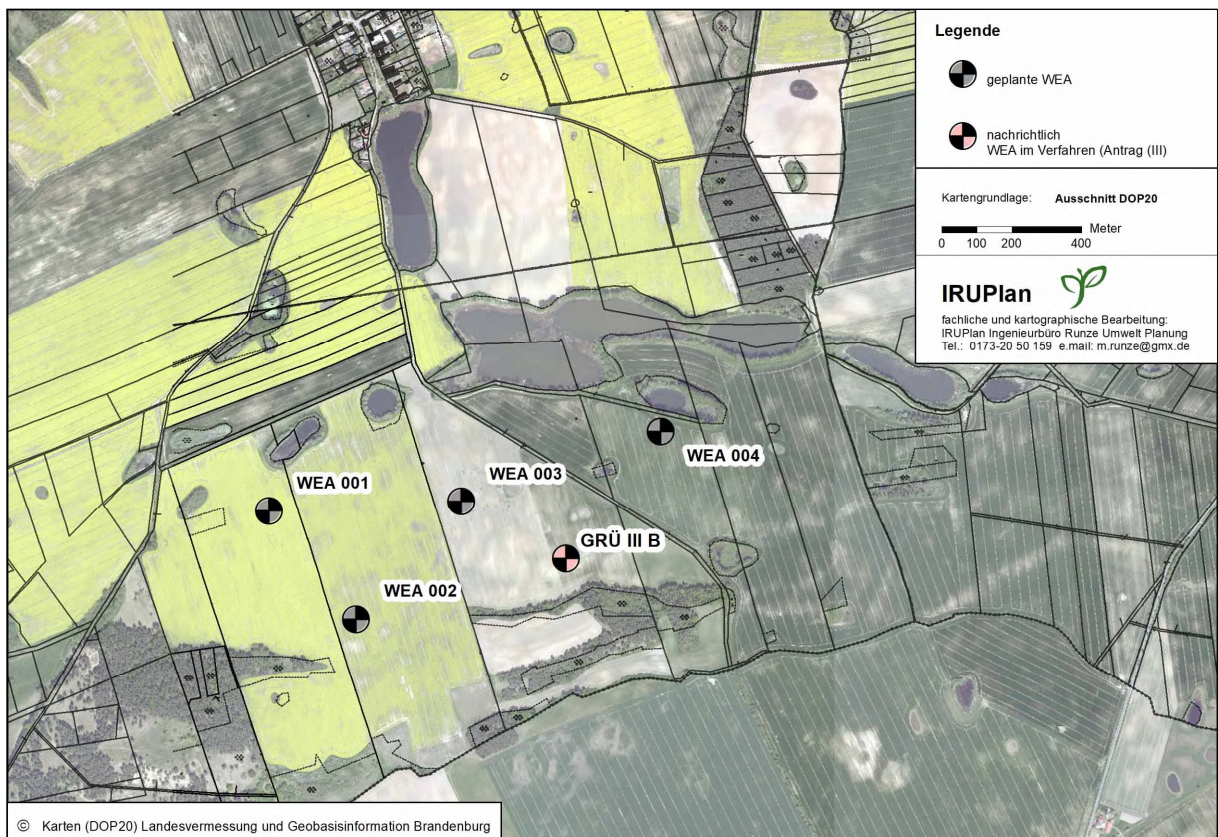 Legende
geplante WEA
nachrichtlich
WEA im Verfahren (Antrag (III)
Kartengrundlage: Ausschnitt DOP20
Meter
0 100 200 400
IRUPlan
fachliche und kartographische Bearbeitung:
IRUPlan Ingenieurbüro Runze Umwelt Planung
Tel.: 0173-20 50 159 e.mail: m.runze@gmx.de
WEA 004
WEA 001
WEA 003
GRÜ III B
WEA 002
© Karten (DOP20) Landesvermessung und Geobasisinformation Brandenburg